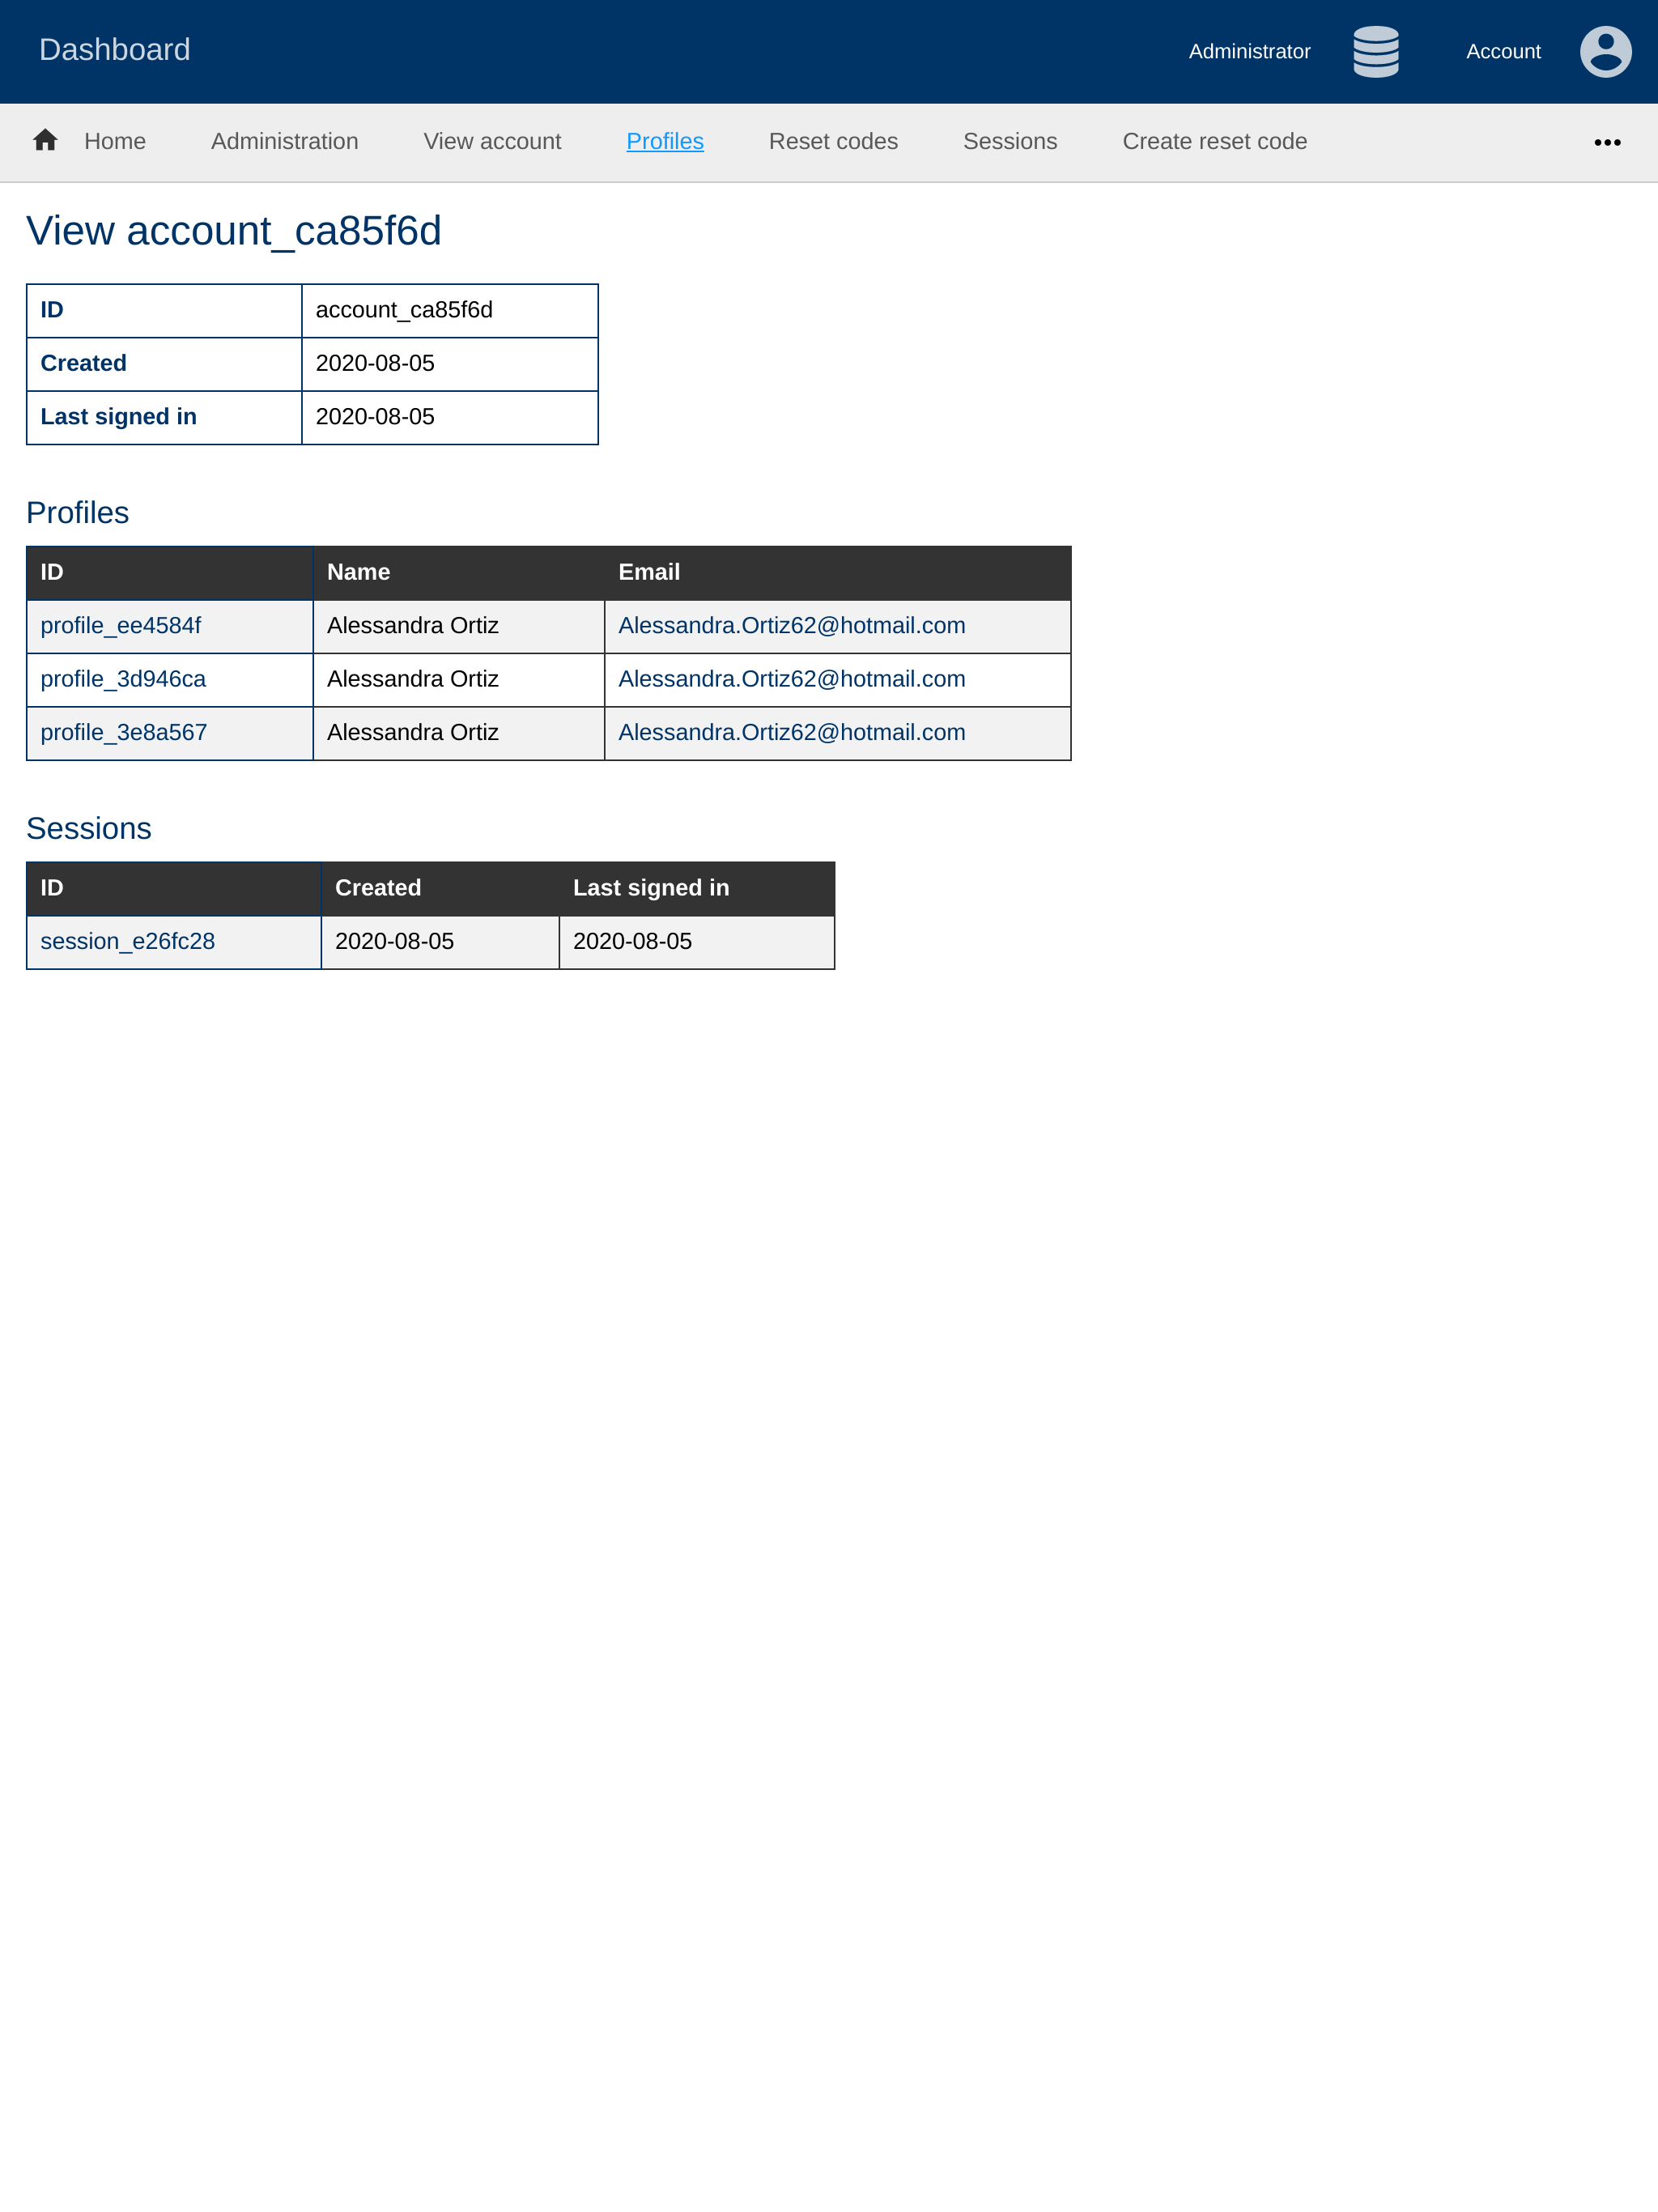 Dashboard
Administrator
Account
Home Administration View account Profiles Reset codes Sessions Create reset code •••
View account_ca85f6d
ID account_ca85f6d
Created 2020-08-05
Last signed in 2020-08-05
Profiles
ID Name Email
profile_ee4584f Alessandra Ortiz Alessandra.Ortiz62@hotmail.com
profile_3d946ca Alessandra Ortiz Alessandra.Ortiz62@hotmail.com
profile_3e8a567 Alessandra Ortiz Alessandra.Ortiz62@hotmail.com
Sessions
ID Created Last signed in
session_e26fc28 2020-08-05 2020-08-05